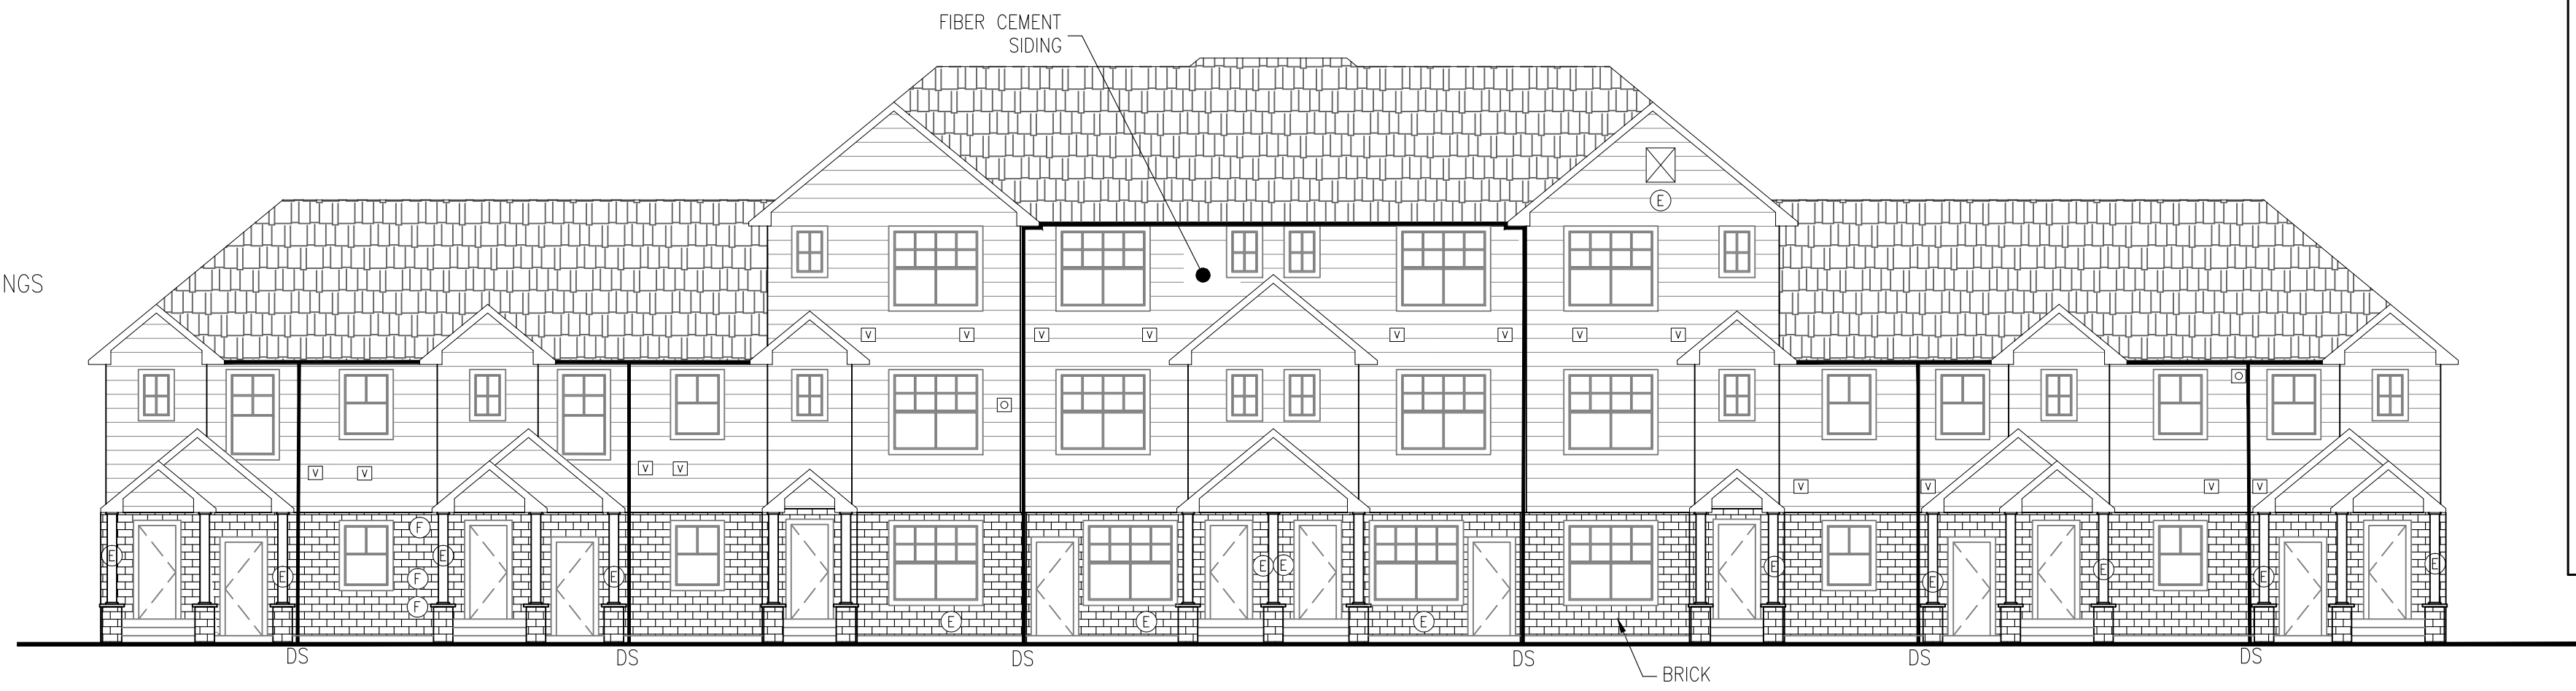 FIBER CEMENT
SIDING
E
NGS
V V V V V V V V
O
O
V V V V
V V V V
F
E E E E E E E
E F E E E
F
E E E
DS DS DS DS DS DS
BRICK